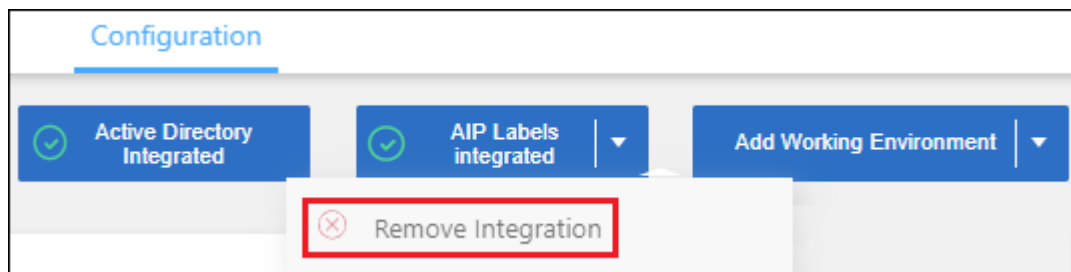 Configuration
Active Directory
Integrated
AIP Labels
integrated
Add Working Environment
Remove Integration